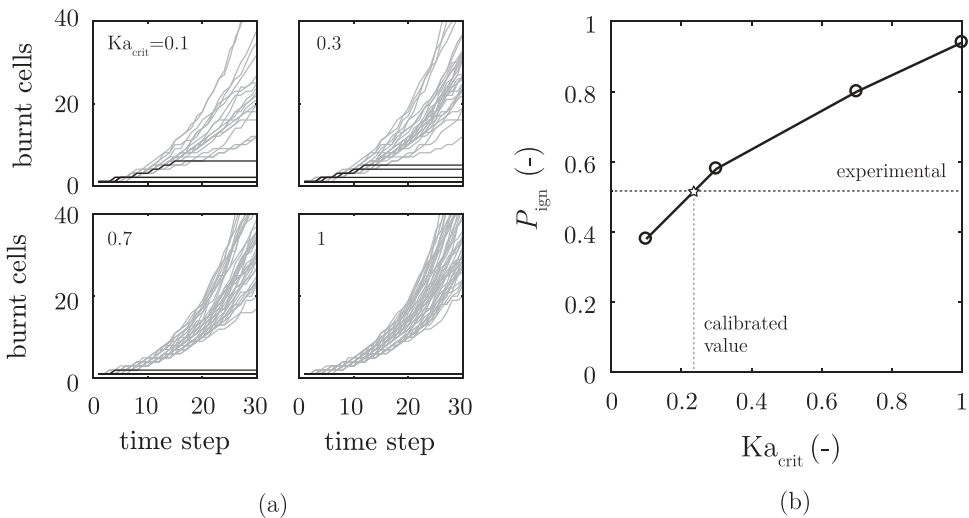 burnt cells
40
20
0
Ka_crit=0.1
0.3
burnt cells
40
20
0
0.7
1
0 10 20 30
0 10 20 30
time step
time step
(a)
P_ign (-)
1
0.8
0.6
0.4
0.2
0
experimental
calibrated
value
0 0.2 0.4 0.6 0.8 1
Ka_crit (-)
(b)